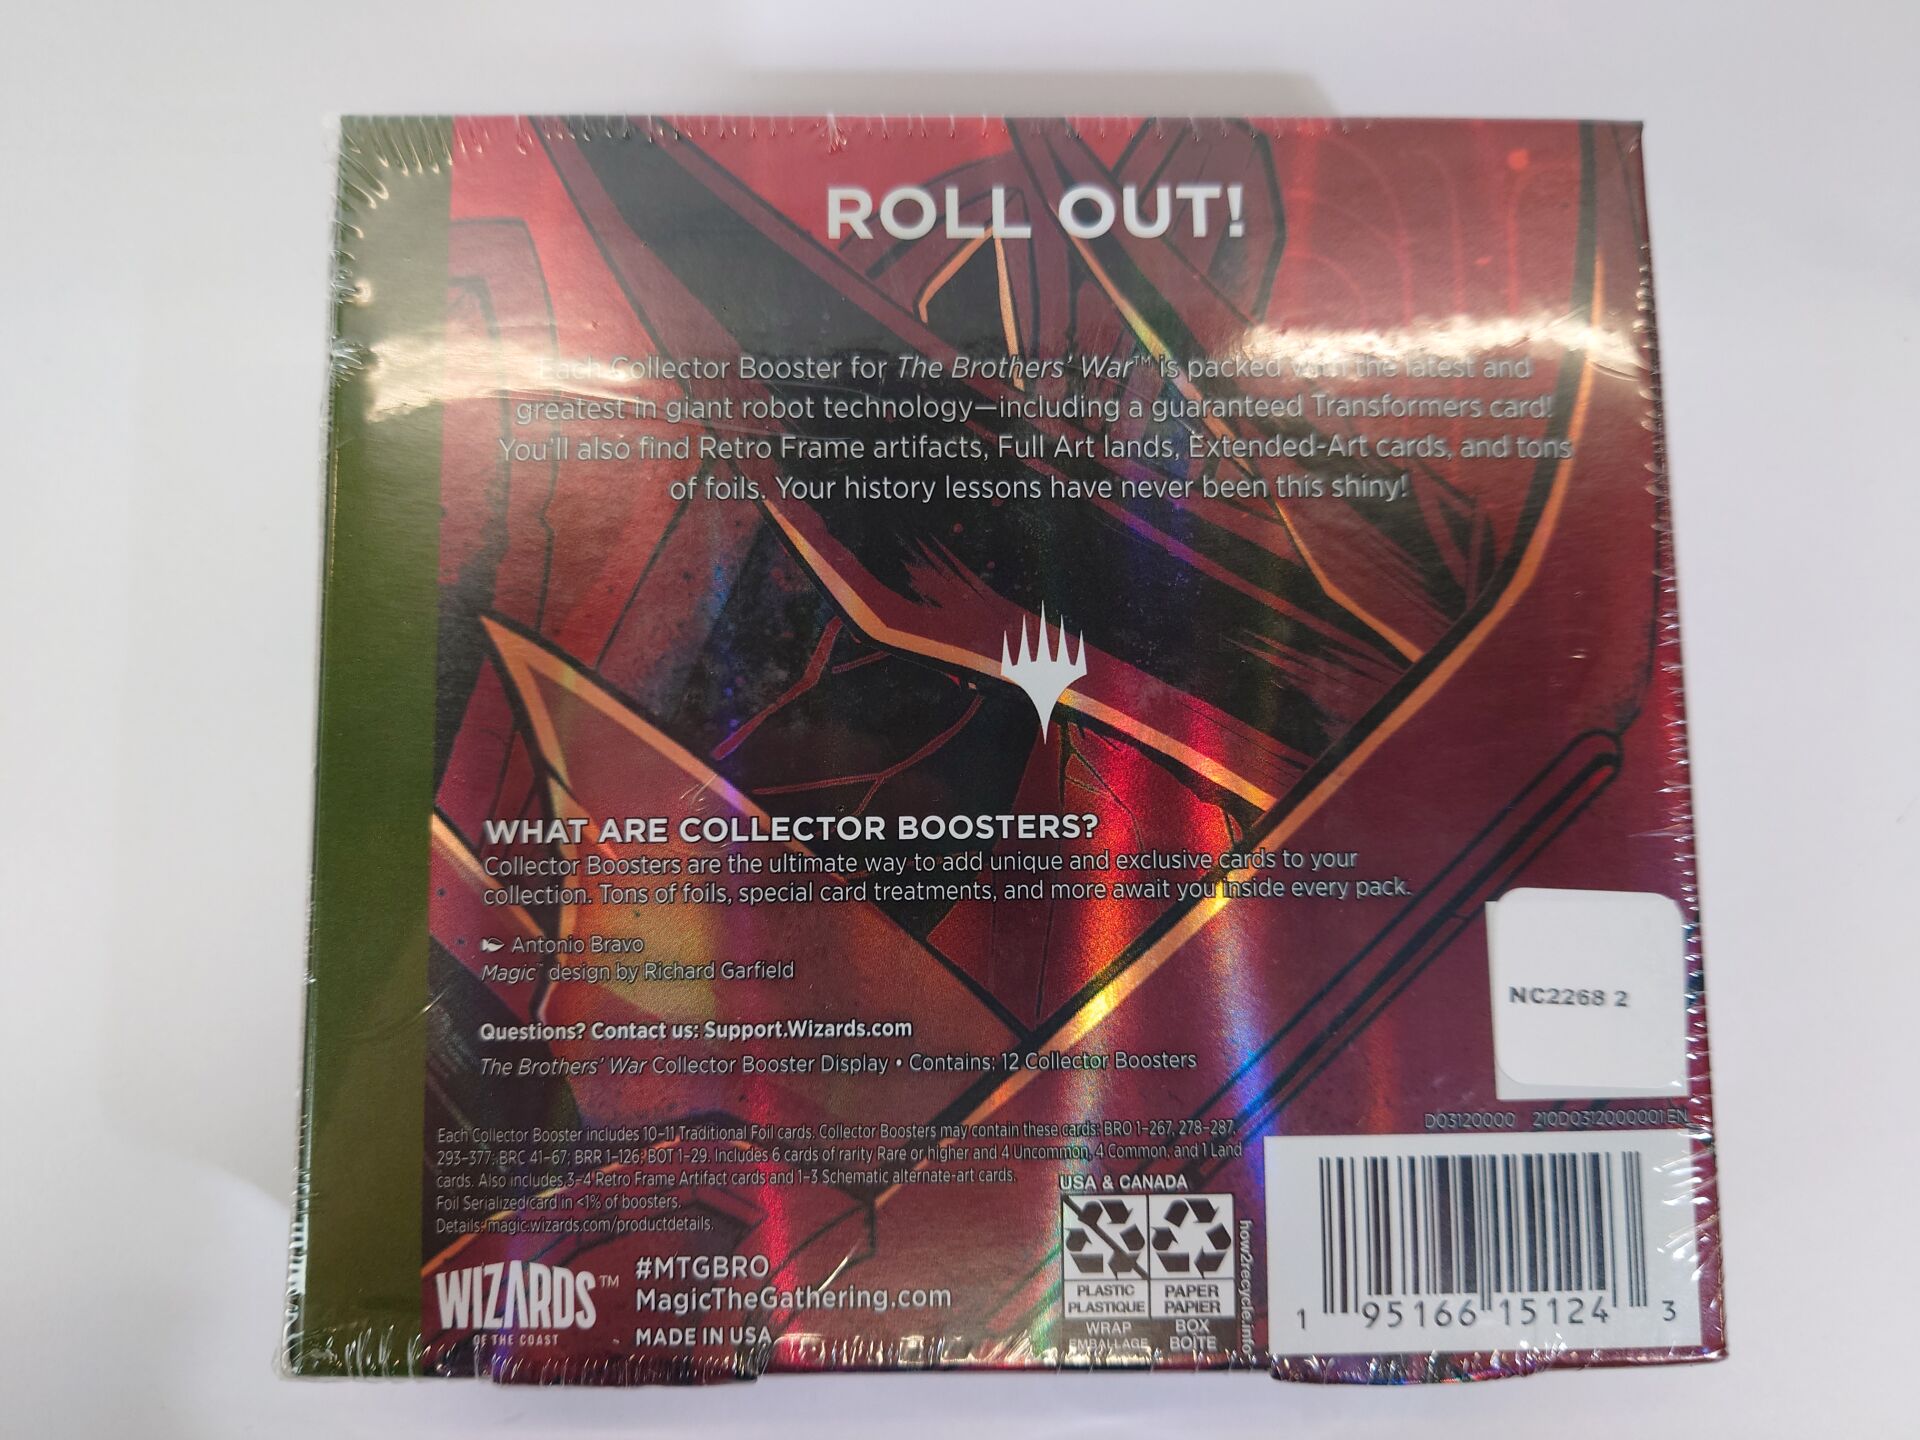 ROLL OUT!
Each Collector Booster for The Brothers' War™ is packed with the latest and
greatest in giant robot technology—including a guaranteed Transformers card!
You'll also find Retro Frame artifacts, Full Art lands, Extended-Art cards, and tons
of foils. Your history lessons have never been this shiny!
WHAT ARE COLLECTOR BOOSTERS?
Collector Boosters are the ultimate way to add unique and exclusive cards to your
collection. Tons of foils, special card treatments, and more await you inside every pack.
Antonio Bravo
Magic™ design by Richard Garfield
Questions? Contact us: Support.Wizards.com
The Brothers' War Collector Booster Display • Contains: 12 Collector Boosters
NC2268 2
D03120000 210D0312000001EN
Each Collector Booster includes 10–11 Traditional Foil cards. Collector Boosters may contain these cards: BRO 1–267, 278–287,
293–377; BRC 41–67; BRR 1–126; BOT 1–29. Includes 6 cards of rarity Rare or higher and 4 Uncommon, 4 Common, and 1 Land
cards. Also includes 3–4 Retro Frame Artifact cards and 1–3 Schematic alternate-art cards.
Foil Serialized card in <1% of boosters.
Details: magic.wizards.com/productdetails.
USA & CANADA
PLASTIC
PLASTIQUE
WRAP
EMBALLAGE
PAPER
PAPIER
BOX
BOÎTE
how2recycle.info
WIZARDS™
OF THE COAST
#MTGBRO
MagicTheGathering.com
MADE IN USA
1 95166 15124 3